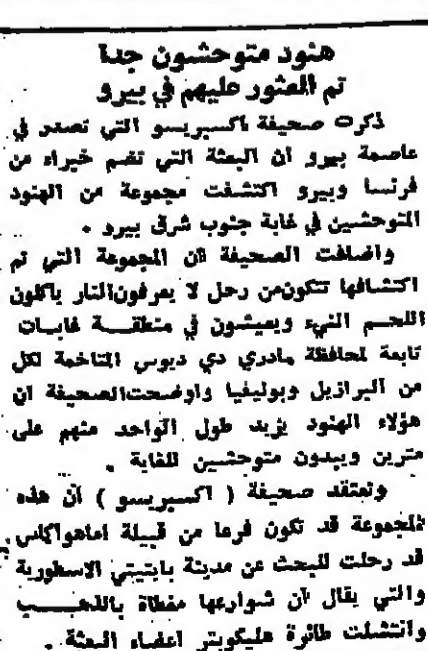 هنود متوحشون جدا
تم العثور عليهم في بيرو
ذكرت صحيفة اكسبريسو التي تصدر في
عاصمة بيرو أن البعثة التي تضم خبراء من
فرنسا وبيرو اكتشفت مجموعة من الهنود
المتوحشين في غابة جنوب شرق بيرو .
واضافت الصحيفة أن المجموعة التي تم
اكتشافها تتكون من رحل لا يعرفون النار ياكلون
اللحم النيء ويعيشون في منطقة غابات
تابعة لمحافظة مادري دي ديوس المتاخمة لكل
من البرازيل وبوليفيا واوضحت الصحيفة ان
هؤلاء الهنود يزيد طول الواحد منهم على
مترين ويبدون متوحشين للغاية .
وتعتقد صحيفة ( اكسبريسو ) أن هذه
المجموعة قد تكون فرعا من قبيلة اماهواكاس
قد رحلت للبحث عن مدينة بايتيتي الاسطورية
والتي يقال أن شوارعها مغطاة بالذهب
وانتشلت طائرة هليكوبتر اعضاء البعثة .